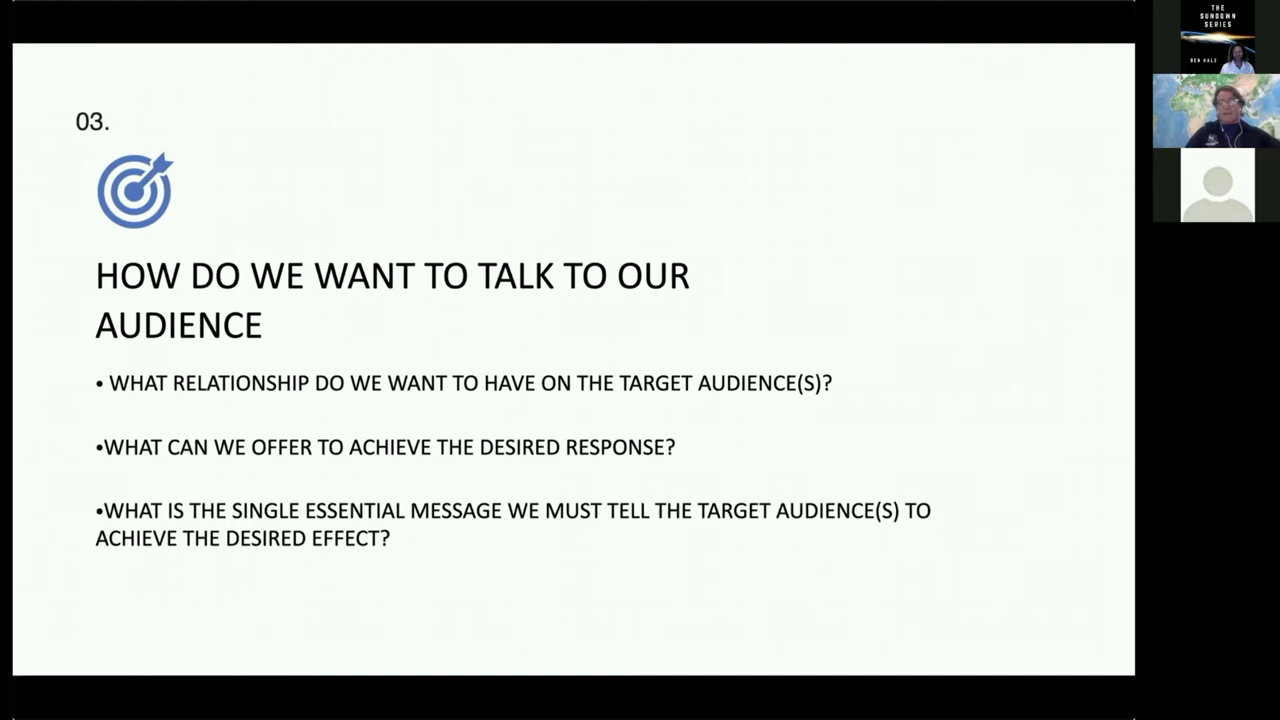 03.
HOW DO WE WANT TO TALK TO OUR
AUDIENCE
• WHAT RELATIONSHIP DO WE WANT TO HAVE ON THE TARGET AUDIENCE(S)?
•WHAT CAN WE OFFER TO ACHIEVE THE DESIRED RESPONSE?
•WHAT IS THE SINGLE ESSENTIAL MESSAGE WE MUST TELL THE TARGET AUDIENCE(S) TO
ACHIEVE THE DESIRED EFFECT?
THE
SUNDOWN
SERIES
BEN HALE